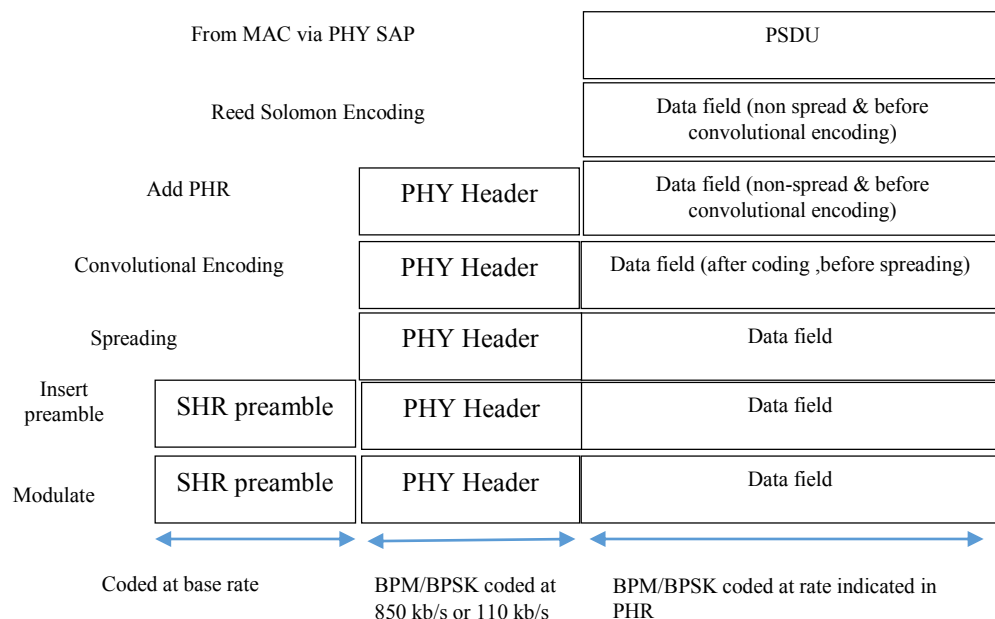 From MAC via PHY SAP
PSDU
Reed Solomon Encoding
Data field (non spread & before
convolutional encoding)
Add PHR
PHY Header
Data field (non-spread & before
convolutional encoding)
Convolutional Encoding
PHY Header
Data field (after coding ,before spreading)
Spreading
PHY Header
Data field
Insert
preamble
SHR preamble
PHY Header
Data field
Modulate
SHR preamble
PHY Header
Data field
Coded at base rate
BPM/BPSK coded at
850 kb/s or 110 kb/s
BPM/BPSK coded at rate indicated in
PHR